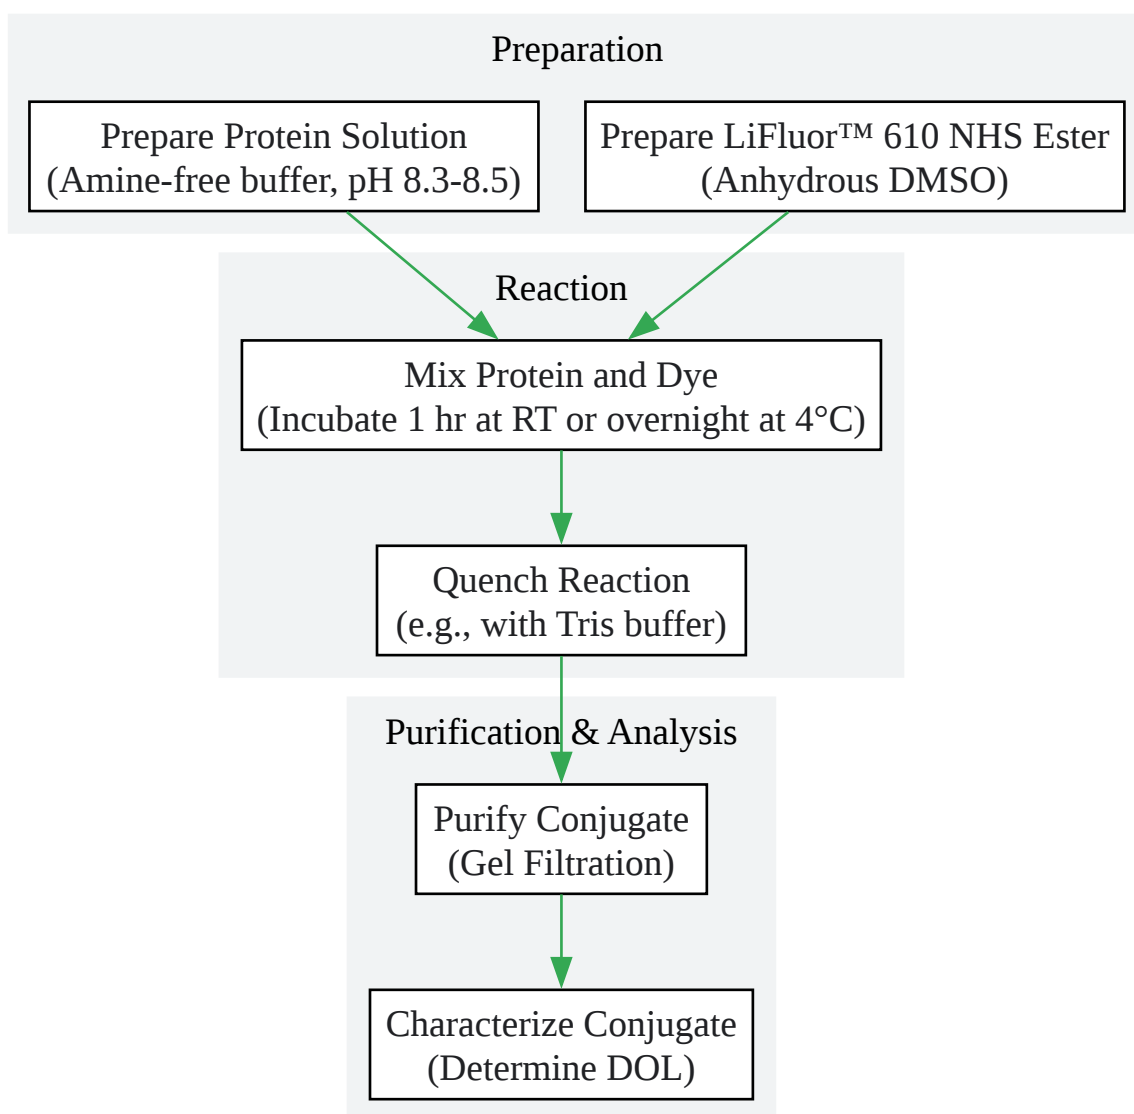 Preparation
Prepare Protein Solution
(Amine-free buffer, pH 8.3-8.5)
Prepare LiFluor™ 610 NHS Ester
(Anhydrous DMSO)
Reaction
Mix Protein and Dye
(Incubate 1 hr at RT or overnight at 4°C)
Quench Reaction
(e.g., with Tris buffer)
Purification & Analysis
Purify Conjugate
(Gel Filtration)
Characterize Conjugate
(Determine DOL)